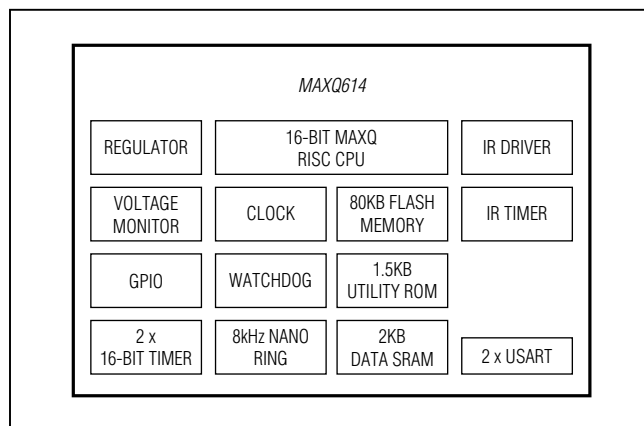 MAXQ614
REGULATOR
16-BIT MAXQ
RISC CPU
IR DRIVER
VOLTAGE
MONITOR
CLOCK
80KB FLASH
MEMORY
IR TIMER
GPIO
WATCHDOG
1.5KB
UTILITY ROM
2 x
16-BIT TIMER
8kHz NANO
RING
2KB
DATA SRAM
2 x USART